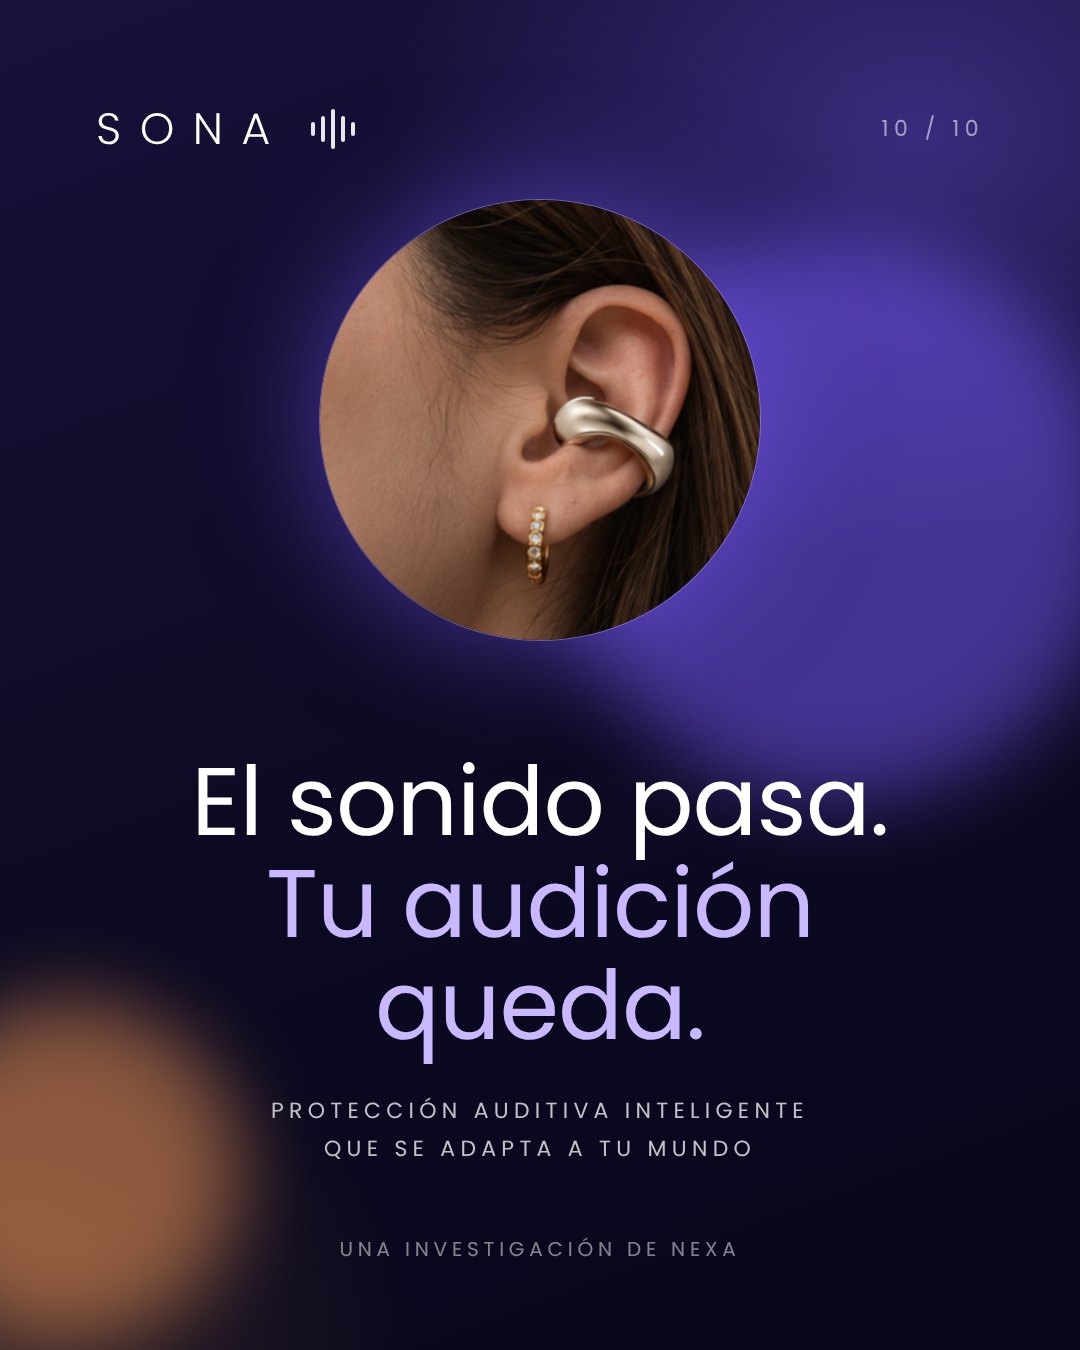 SONA
10 / 10
El sonido pasa.
Tu audición
queda.
PROTECCIÓN AUDITIVA INTELIGENTE
QUE SE ADAPTA A TU MUNDO
UNA INVESTIGACIÓN DE NEXA